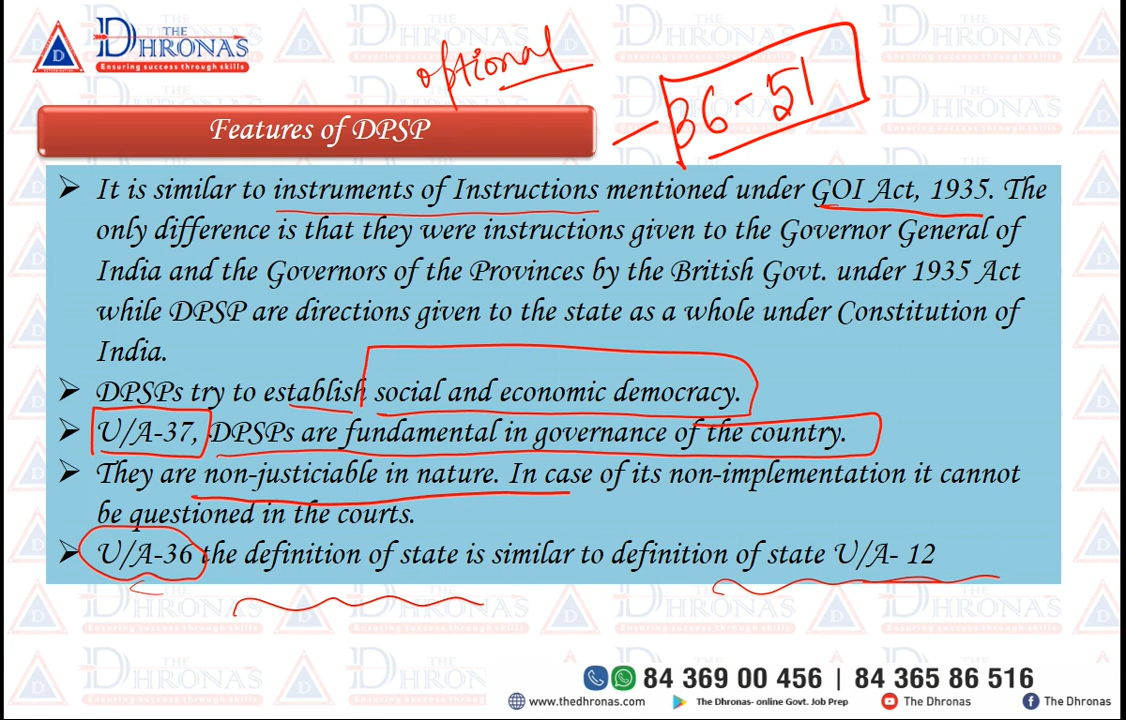 THE
DHRONAS
Ensuring success through skills
optional
- 36-51
Features of DPSP
➤ It is similar to instruments of Instructions mentioned under GOI Act, 1935. The
only difference is that they were instructions given to the Governor General of
India and the Governors of the Provinces by the British Govt. under 1935 Act
while DPSP are directions given to the state as a whole under Constitution of
India.
➤ DPSPs try to establish social and economic democracy.
➤ U/A-37, DPSPs are fundamental in governance of the country.
➤ They are non-justiciable in nature. In case of its non-implementation it cannot
be questioned in the courts.
➤ U/A-36 the definition of state is similar to definition of state U/A- 12
84 369 00 456 | 84 365 86 516
www.thedhronas.com
The Dhronas- online Govt. Job Prep
The Dhronas
The Dhronas